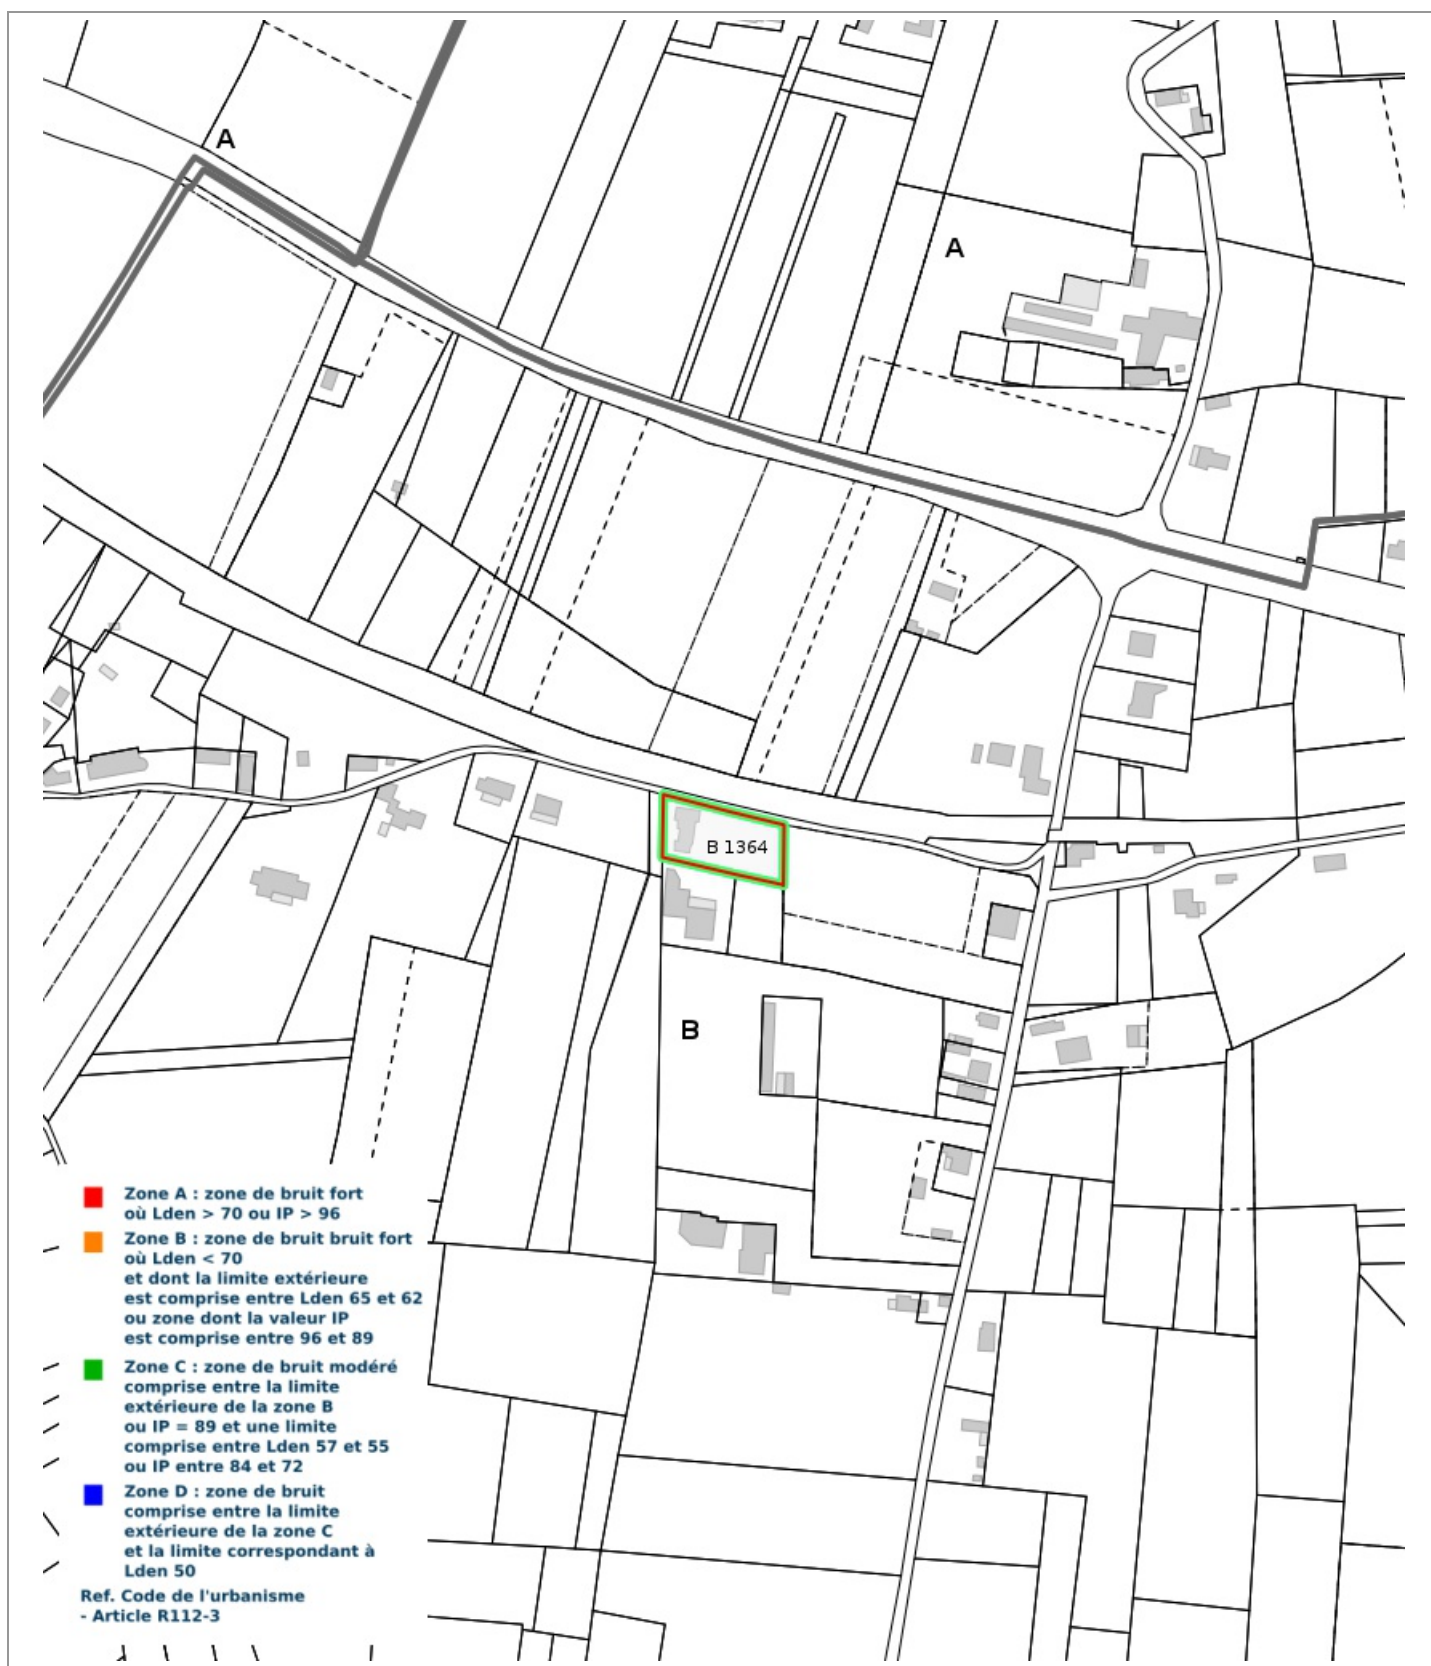 A
A
B 1364
B
Zone A : zone de bruit fort
où Lden > 70 ou IP > 96
Zone B : zone de bruit bruit fort
où Lden < 70
et dont la limite extérieure
est comprise entre Lden 65 et 62
ou zone dont la valeur IP
est comprise entre 96 et 89
Zone C : zone de bruit modéré
comprise entre la limite
extérieure de la zone B
ou IP = 89 et une limite
comprise entre Lden 57 et 55
ou IP entre 84 et 72
Zone D : zone de bruit
comprise entre la limite
extérieure de la zone C
et la limite correspondant à
Lden 50
Ref. Code de l'urbanisme
- Article R112-3